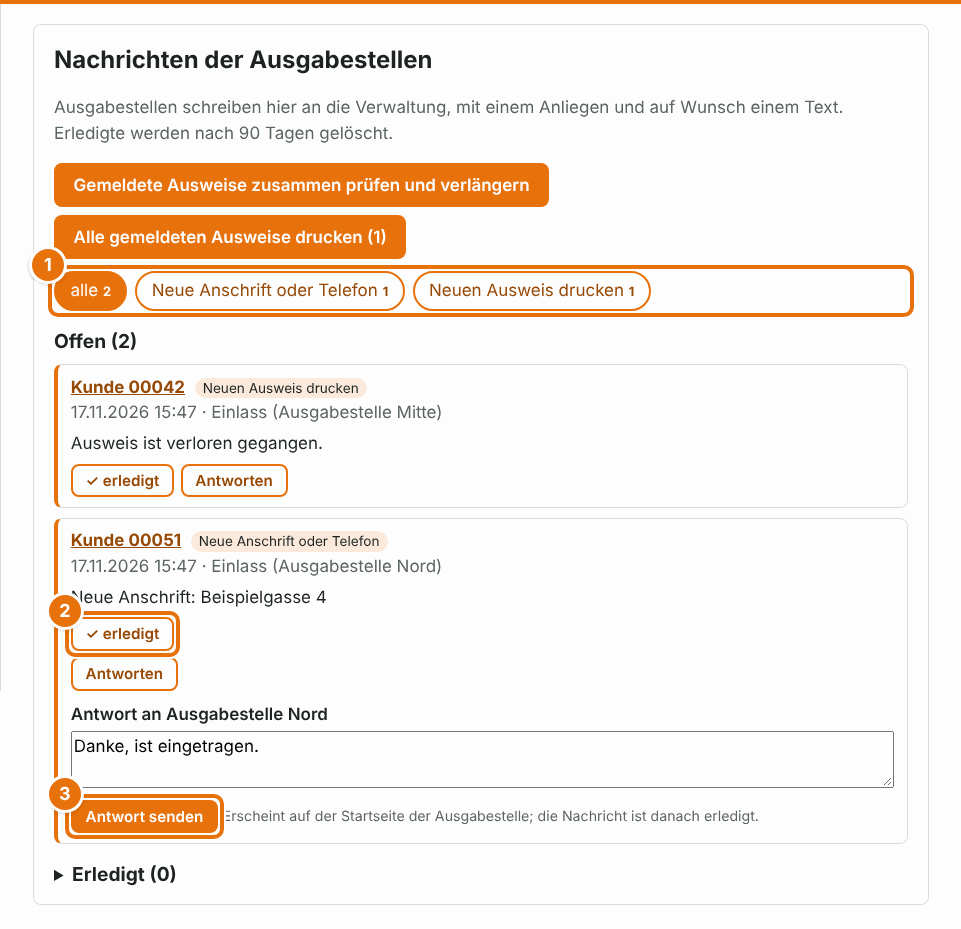 Nachrichten der Ausgabestellen
Ausgabestellen schreiben hier an die Verwaltung, mit einem Anliegen und auf Wunsch einem Text.
Erledigte werden nach 90 Tagen gelöscht.
Gemeldete Ausweise zusammen prüfen und verlängern
Alle gemeldeten Ausweise drucken (1)
1
alle 2 Neue Anschrift oder Telefon 1 Neuen Ausweis drucken 1
Offen (2)
Kunde 00042 Neuen Ausweis drucken
17.11.2026 15:47 · Einlass (Ausgabestelle Mitte)
Ausweis ist verloren gegangen.
✓ erledigt Antworten
Kunde 00051 Neue Anschrift oder Telefon
17.11.2026 15:47 · Einlass (Ausgabestelle Nord)
Neue Anschrift: Beispielgasse 4
2
✓ erledigt
Antworten
Antwort an Ausgabestelle Nord
Danke, ist eingetragen.
3
Antwort senden Erscheint auf der Startseite der Ausgabestelle; die Nachricht ist danach erledigt.
▶ Erledigt (0)